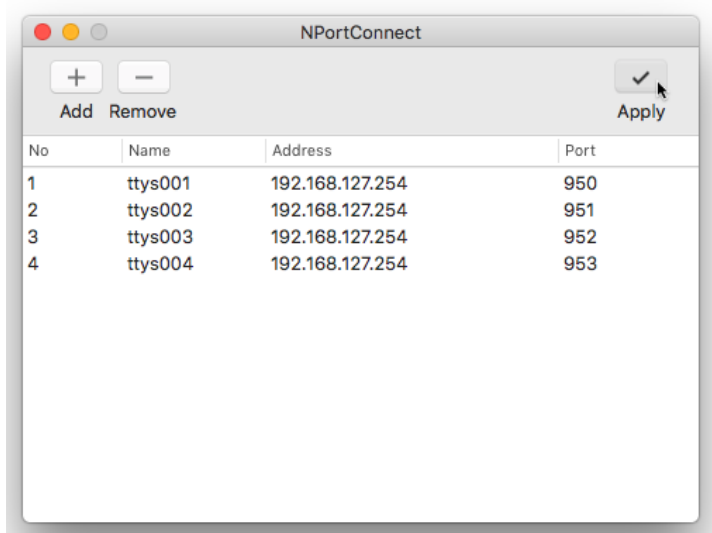 NPortConnect
Add Remove Apply
No Name Address Port
1 ttys001 192.168.127.254 950
2 ttys002 192.168.127.254 951
3 ttys003 192.168.127.254 952
4 ttys004 192.168.127.254 953